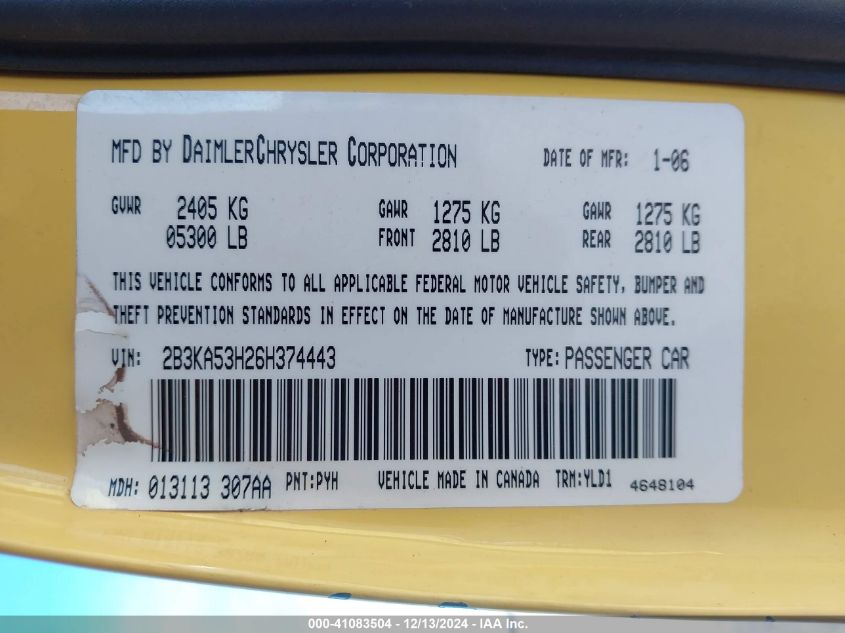 MFD BY DAIMLERCHRYSLER CORPORATION DATE OF MFR: 1-06
GVWR 2405 KG GAWR 1275 KG GAWR 1275 KG
05300 LB FRONT 2810 LB REAR 2810 LB
THIS VEHICLE CONFORMS TO ALL APPLICABLE FEDERAL MOTOR VEHICLE SAFETY, BUMPER AND
THEFT PREVENTION STANDARDS IN EFFECT ON THE DATE OF MANUFACTURE SHOWN ABOVE.
VIN: 2B3KA53H26H374443 TYPE: PASSENGER CAR
MDH: 013113 307AA PNT:PYH VEHICLE MADE IN CANADA TRM:YLD1 4648104
000-41083504 - 12/13/2024 - IAA Inc.